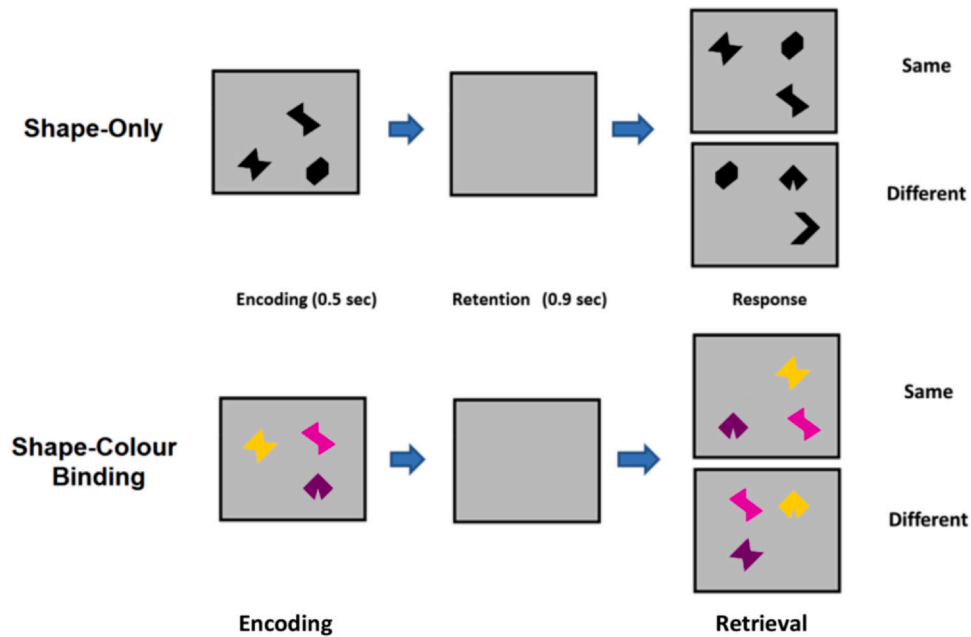 Shape-Only
Same
Different
Encoding (0.5 sec)
Retention (0.9 sec)
Response
Shape-Colour
Binding
Same
Different
Encoding
Retrieval